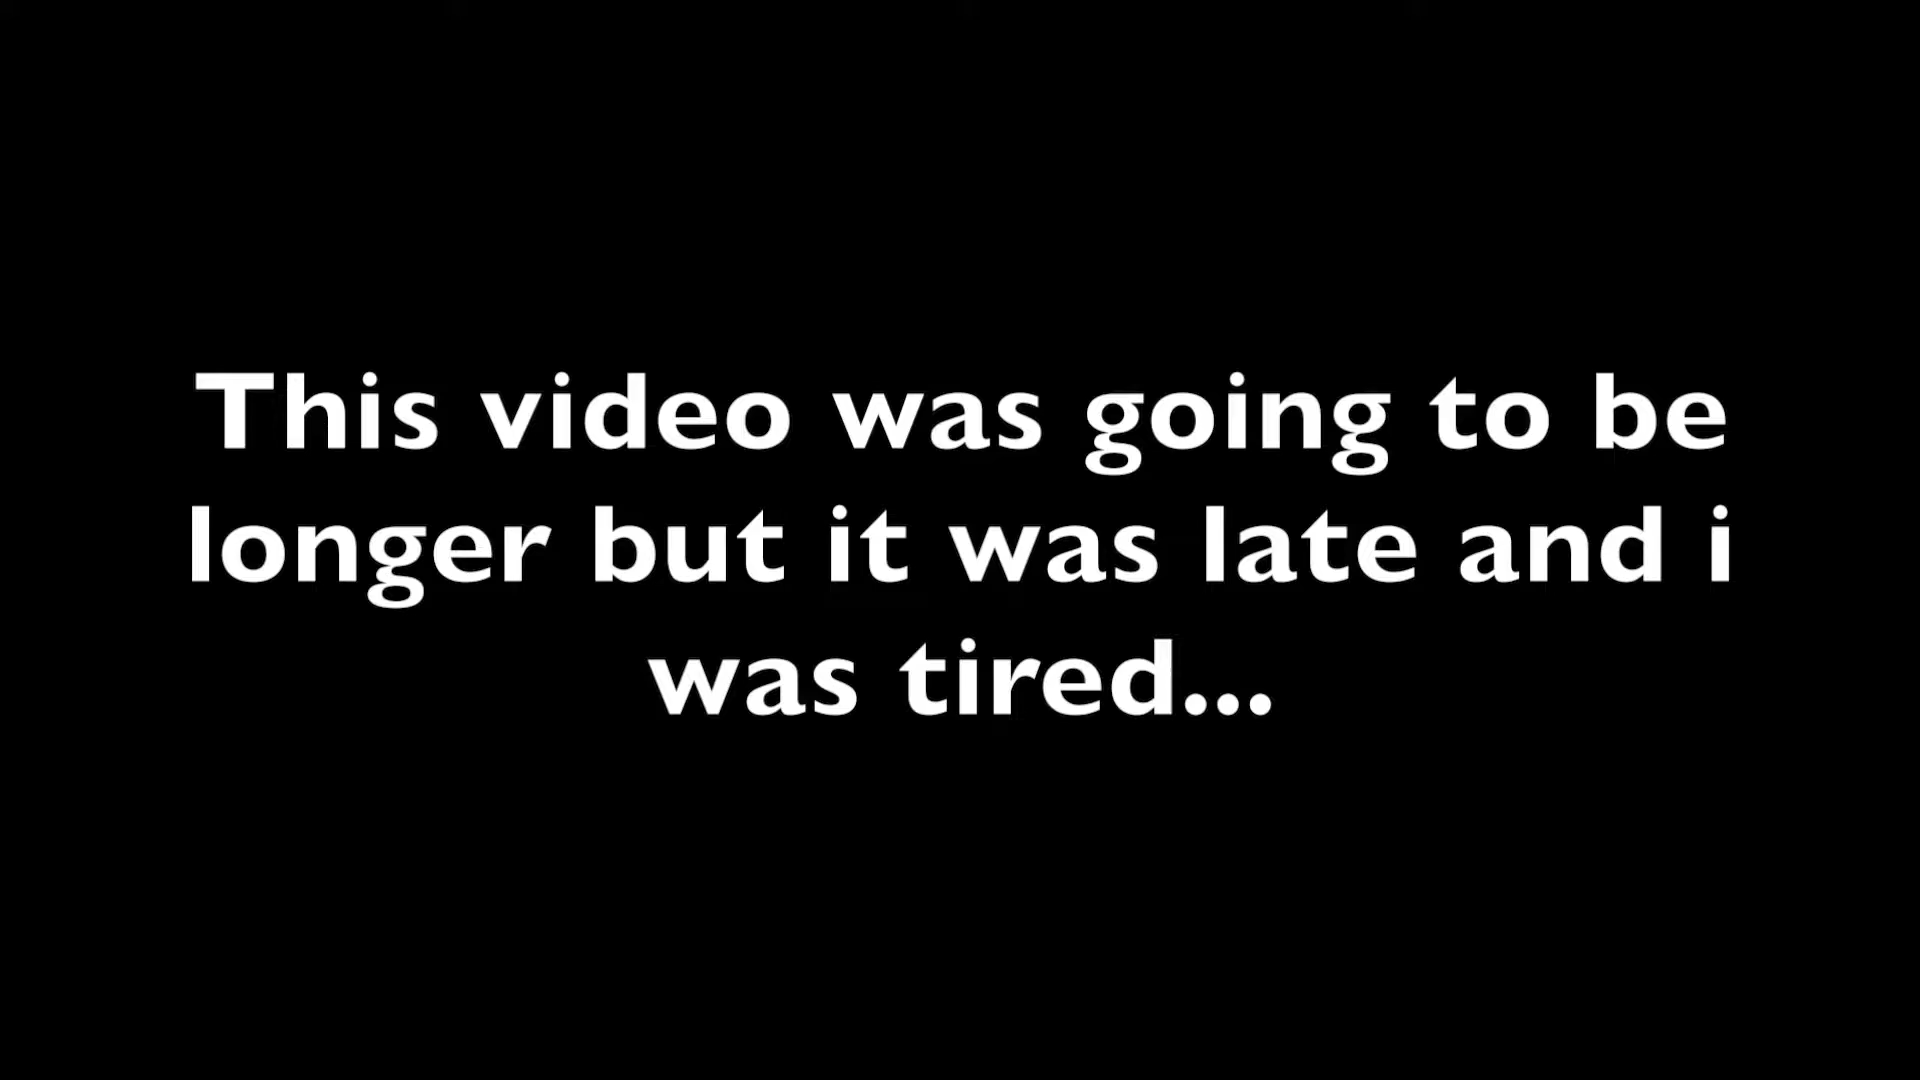 This video was going to be
longer but it was late and i
was tired...